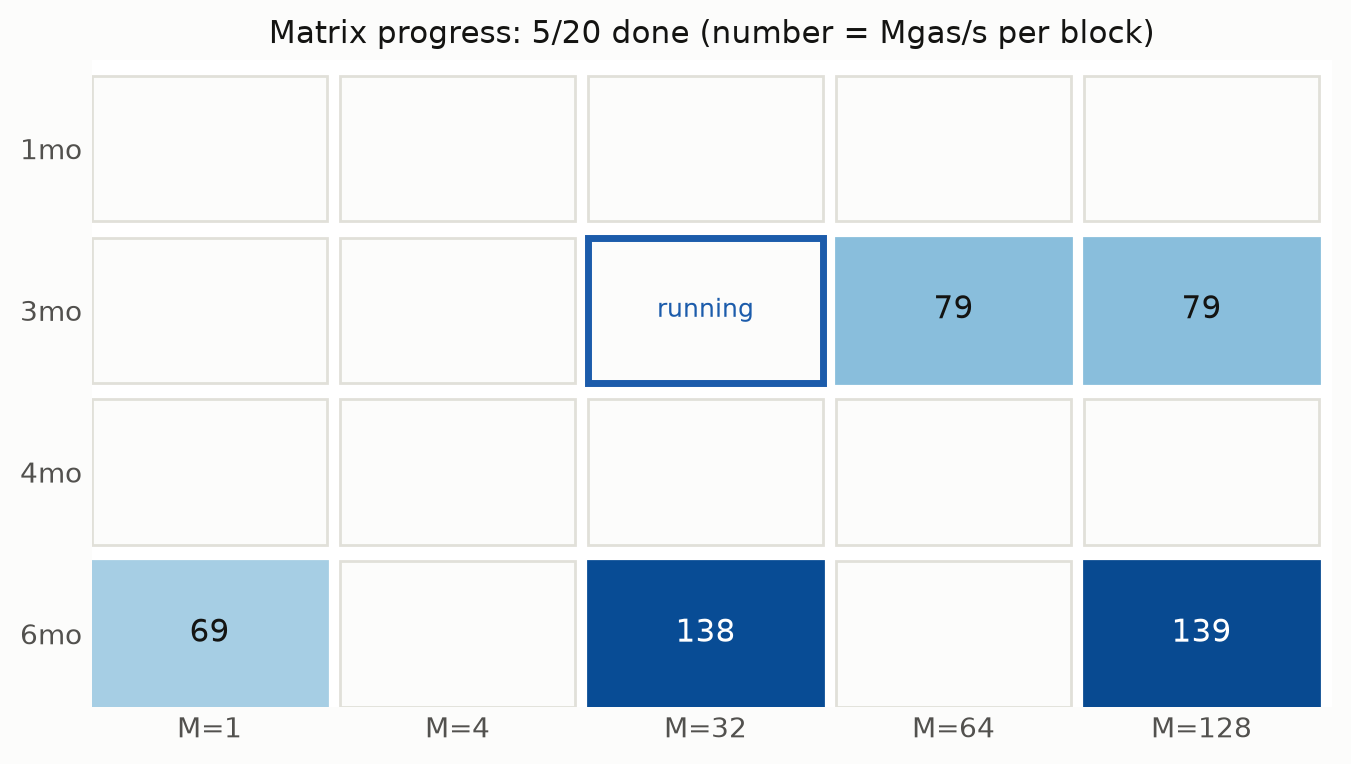 Matrix progress: 5/20 done (number = Mgas/s per block)
1mo
3mo running 79 79
4mo
6mo 69 138 139
M=1 M=4 M=32 M=64 M=128